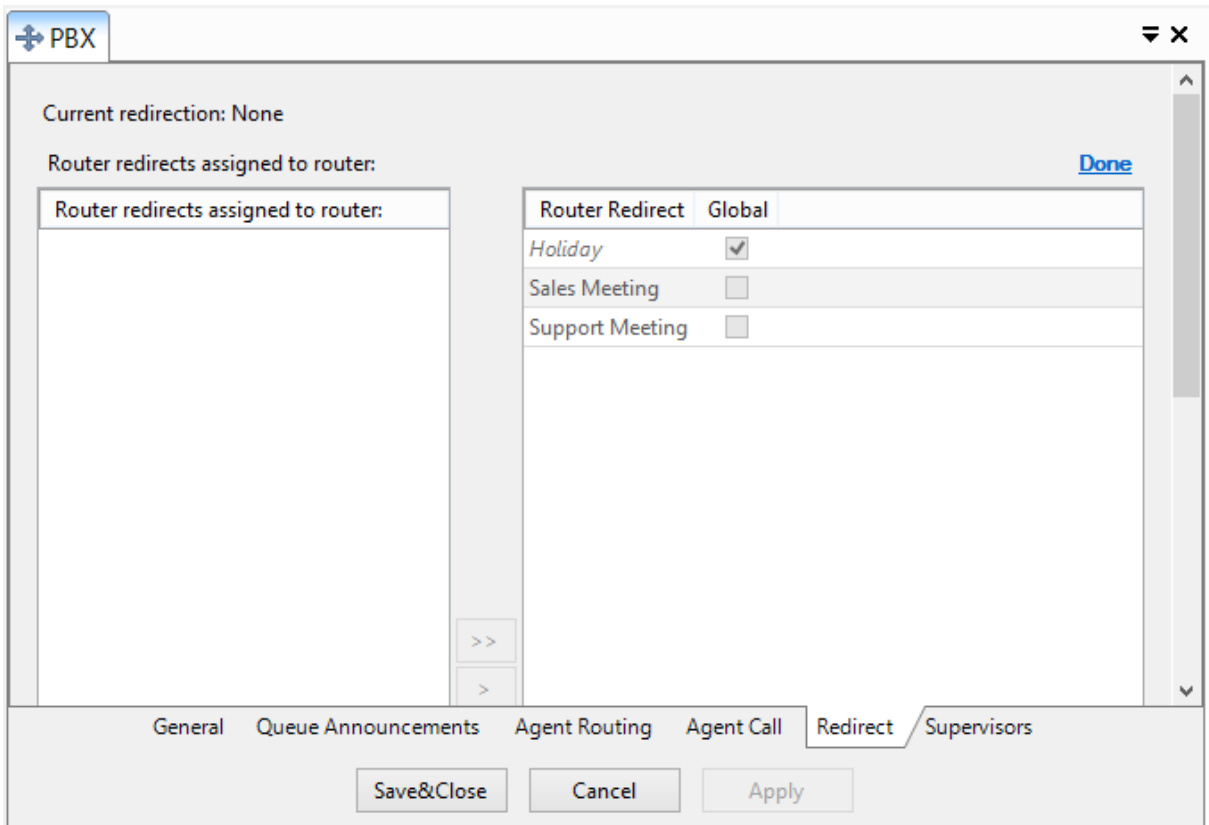 PBX
Current redirection: None
Router redirects assigned to router:
Done
Router redirects assigned to router:
Router Redirect Global
Holiday
Sales Meeting
Support Meeting
>>
>
General Queue Announcements Agent Routing Agent Call Redirect Supervisors
Save&Close Cancel Apply